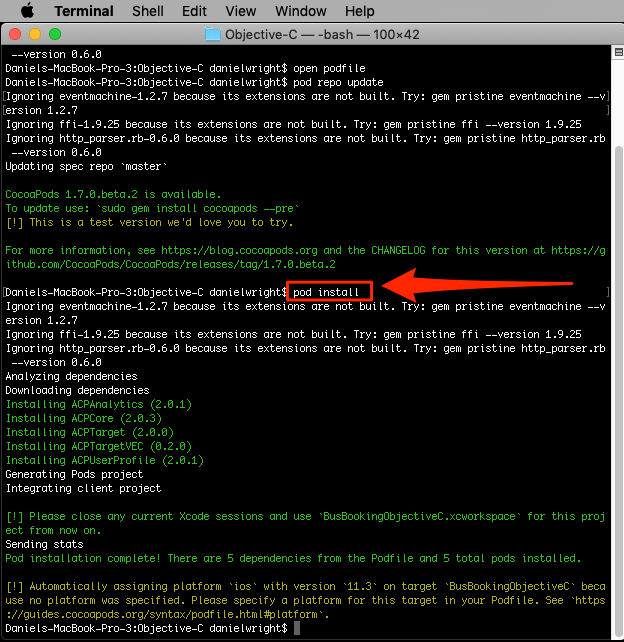 Terminal Shell Edit View Window Help
Objective-C — -bash — 100×42
--version 0.6.0
Daniels-MacBook-Pro-3:Objective-C danielwright$ open podfile
Daniels-MacBook-Pro-3:Objective-C danielwright$ pod repo update
[Ignoring eventmachine-1.2.7 because its extensions are not built. Try: gem pristine eventmachine --v]
[ersion 1.2.7 ]
Ignoring ffi-1.9.25 because its extensions are not built. Try: gem pristine ffi --version 1.9.25
Ignoring http_parser.rb-0.6.0 because its extensions are not built. Try: gem pristine http_parser.rb
--version 0.6.0
Updating spec repo `master`
CocoaPods 1.7.0.beta.2 is available.
To update use: `sudo gem install cocoapods --pre`
[!] This is a test version we'd love you to try.
For more information, see https://blog.cocoapods.org and the CHANGELOG for this version at https://g
ithub.com/CocoaPods/CocoaPods/releases/tag/1.7.0.beta.2
[Daniels-MacBook-Pro-3:Objective-C danielwright$ pod install ]
Ignoring eventmachine-1.2.7 because its extensions are not built. Try: gem pristine eventmachine --v
ersion 1.2.7
Ignoring ffi-1.9.25 because its extensions are not built. Try: gem pristine ffi --version 1.9.25
Ignoring http_parser.rb-0.6.0 because its extensions are not built. Try: gem pristine http_parser.rb
--version 0.6.0
Analyzing dependencies
Downloading dependencies
Installing ACPAnalytics (2.0.1)
Installing ACPCore (2.0.3)
Installing ACPTarget (2.0.0)
Installing ACPTargetVEC (0.2.0)
Installing ACPUserProfile (2.0.1)
Generating Pods project
Integrating client project
[!] Please close any current Xcode sessions and use `BusBookingObjectiveC.xcworkspace` for this proj
ect from now on.
Sending stats
Pod installation complete! There are 5 dependencies from the Podfile and 5 total pods installed.
[!] Automatically assigning platform `ios` with version `11.3` on target `BusBookingObjectiveC` beca
use no platform was specified. Please specify a platform for this target in your Podfile. See `https
://guides.cocoapods.org/syntax/podfile.html#platform`.
Daniels-MacBook-Pro-3:Objective-C danielwright$